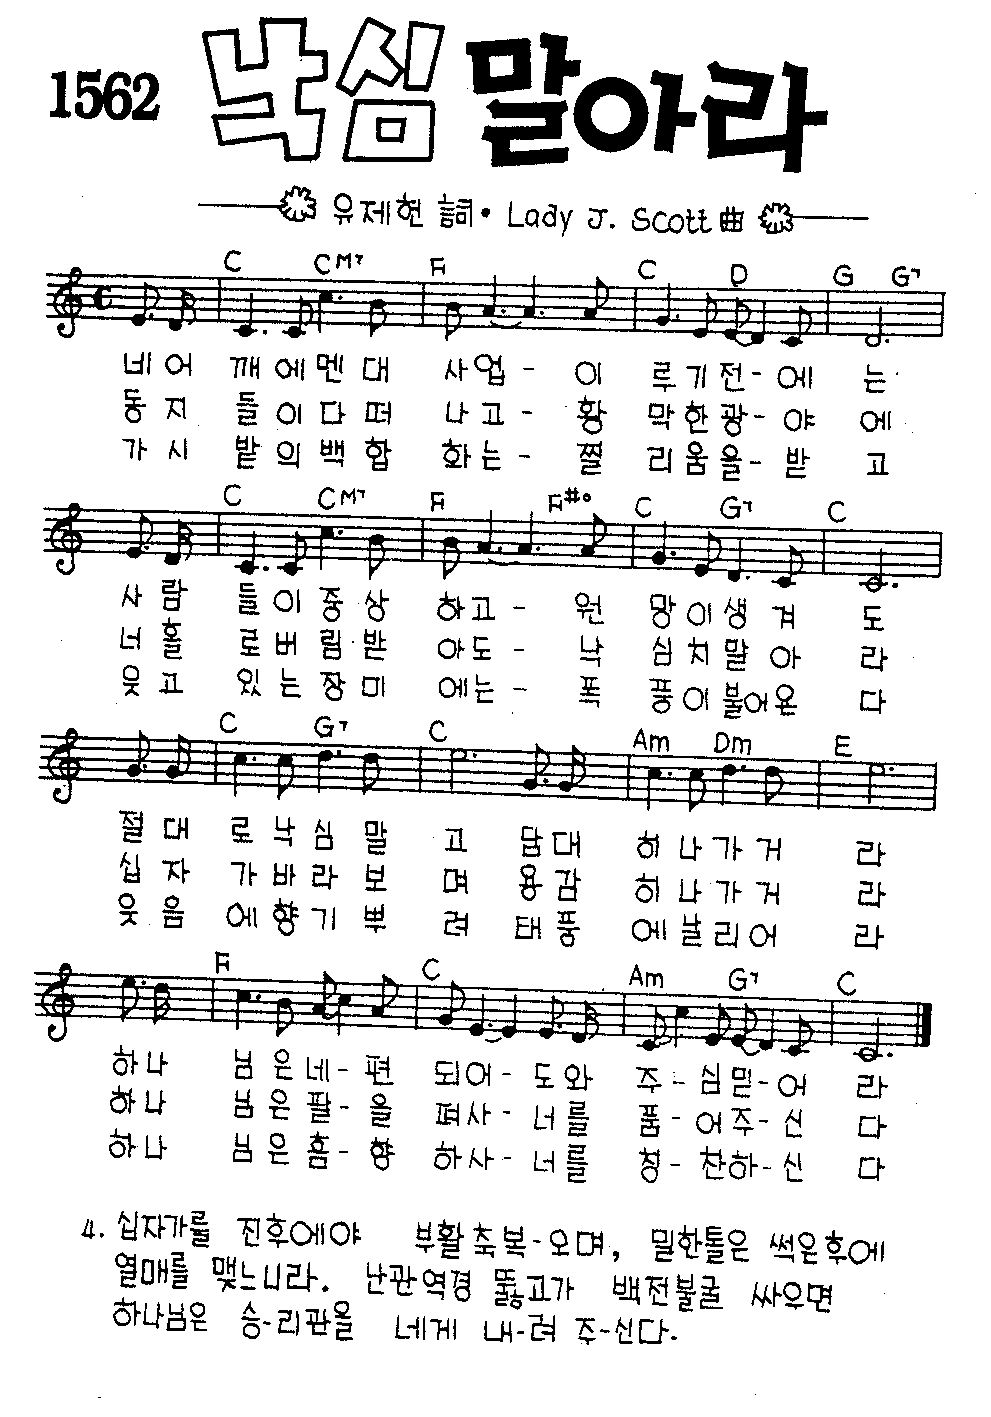 1562 낙심 말아라
유제현 詞 · Lady J. Scott 曲
C CM7 F C D G G7
네어 깨에멘대 사업- 이 루기전-에 는
동지 들이다떠 나고- 황 막한광-야 에
가시 밭의백합 화는- 찔 리움을-받 고
C CM7 F F#° C G7 C
사람 들이중상 하고- 원 망이생겨 도
너홀 로버림받 아도- 낙 심치말아 라
웃고 있는장미 에는- 폭 풍이불어온 다
C G7 C Am Dm E
절대 로낙심말 고 담대 히나가거 라
십자 가바라보 며 용감 히나가거 라
웃음 에향기뿌 려 태풍 에날리어 라
F C Am G7 C
하나 님은네-편 되어-도와 주-심믿-어 라
하나 님은팔-을 펴사-너를 품-어주-신 다
하나 님은흠-향 하사-너를 칭-찬하-신 다
4. 십자가를 진후에야 부활축복-오며, 밀한톨은 썩은후에
열매를 맺느니라. 난관역경 뚫고가 백전불굴 싸우면
하나님은 승-리관을 네게 내-려 주-신다.